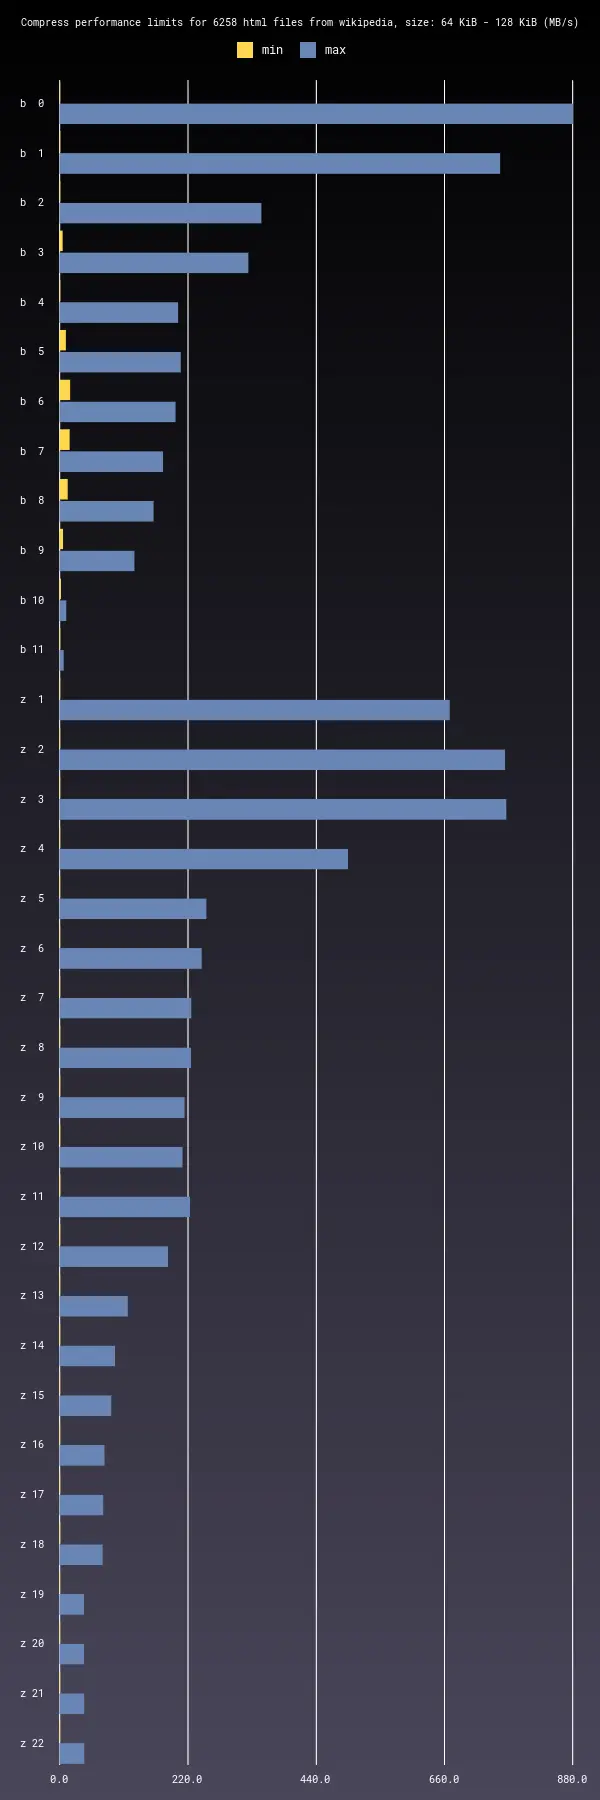 Compress performance limits for 6258 html files from wikipedia, size: 64 KiB - 128 KiB (MB/s)
min max
b 0
b 1
b 2
b 3
b 4
b 5
b 6
b 7
b 8
b 9
b 10
b 11
z 1
z 2
z 3
z 4
z 5
z 6
z 7
z 8
z 9
z 10
z 11
z 12
z 13
z 14
z 15
z 16
z 17
z 18
z 19
z 20
z 21
z 22
0.0 220.0 440.0 660.0 880.0